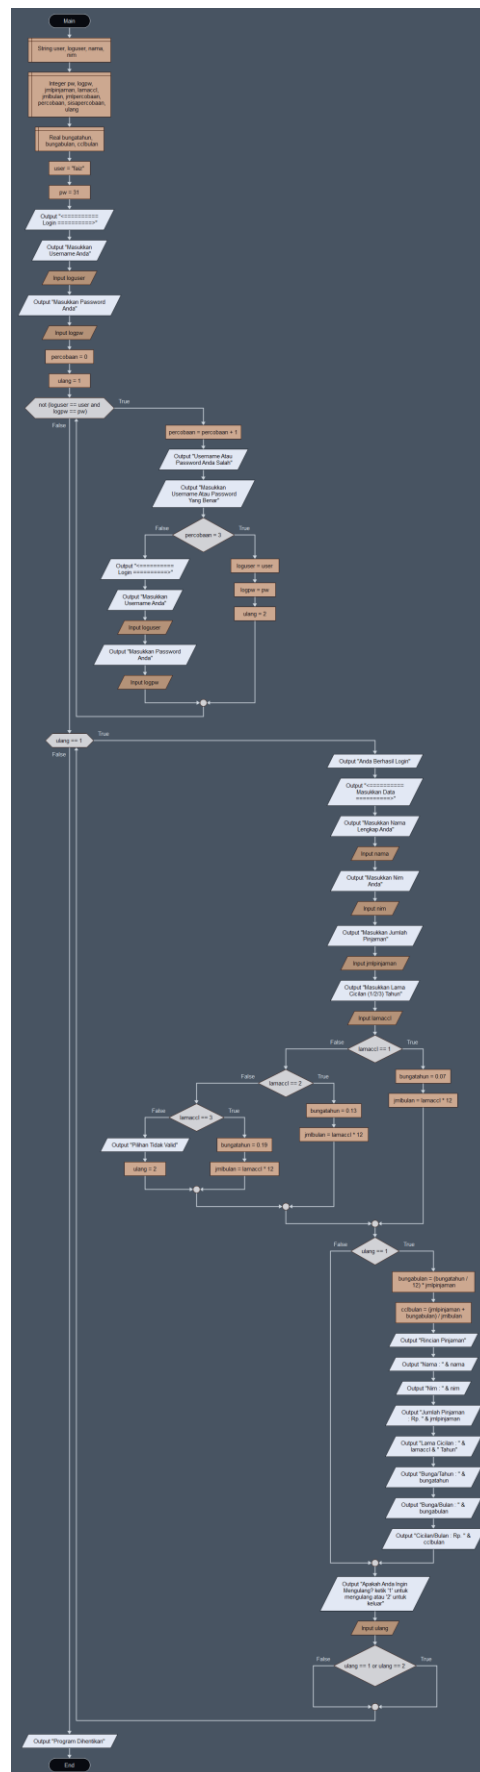 Main
String user, loguser, nama,
nim
Integer pw, logpw,
jmlpinjaman, lamaccl,
jmlbulan, jmlpercobaan,
percobaan, sisapercobaan,
ulang
Real bungatahun,
bungabulan, cclbulan
user = "faiz"
pw = 31
Output "<===========
Login ===========>"
Output "Masukkan
Username Anda"
Input loguser
Output "Masukkan Password
Anda"
Input logpw
percobaan = 0
ulang = 1
not (loguser == user and
logpw == pw)
True
False
percobaan = percobaan + 1
Output "Username Atau
Password Anda Salah"
Output "Masukkan
Username Atau Password
Yang Benar"
False
percobaan = 3
True
Output "<===========
Login ===========>"
loguser = user
Output "Masukkan
Username Anda"
logpw = pw
Input loguser
ulang = 2
Output "Masukkan Password
Anda"
Input logpw
ulang == 1
True
False
Output "Anda Berhasil Login"
Output "<===========
Masukkan Data
===========>"
Output "Masukkan Nama
Lengkap Anda"
Input nama
Output "Masukkan Nim
Anda"
Input nim
Output "Masukkan Jumlah
Pinjaman"
Input jmlpinjaman
Output "Masukkan Lama
Cicilan (1/2/3) Tahun"
Input lamaccl
False
lamaccl == 1
True
bungatahun = 0.07
jmlbulan = lamaccl * 12
False
lamaccl == 2
True
bungatahun = 0.13
jmlbulan = lamaccl * 12
False
lamaccl == 3
True
Output "Pilihan Tidak Valid"
bungatahun = 0.19
ulang = 2
jmlbulan = lamaccl * 12
False
ulang == 1
True
bungabulan = (bungatahun /
12) * jmlpinjaman
cclbulan = (jmlpinjaman +
bungabulan) / jmlbulan
Output "Rincian Pinjaman"
Output "Nama : " & nama
Output "Nim : " & nim
Output "Jumlah Pinjaman
: Rp. " & jmlpinjaman
Output "Lama Cicilan : " &
lamaccl & " Tahun"
Output "Bunga/Tahun : " &
bungatahun
Output "Bunga/Bulan : " &
bungabulan
Output "Cicilan/Bulan : Rp. " &
cclbulan
Output "Apakah Anda Ingin
Mengulang? ketik '1' untuk
mengulang atau '2' untuk
keluar"
Input ulang
False
ulang == 1 or ulang == 2
True
Output "Program Dihentikan"
End